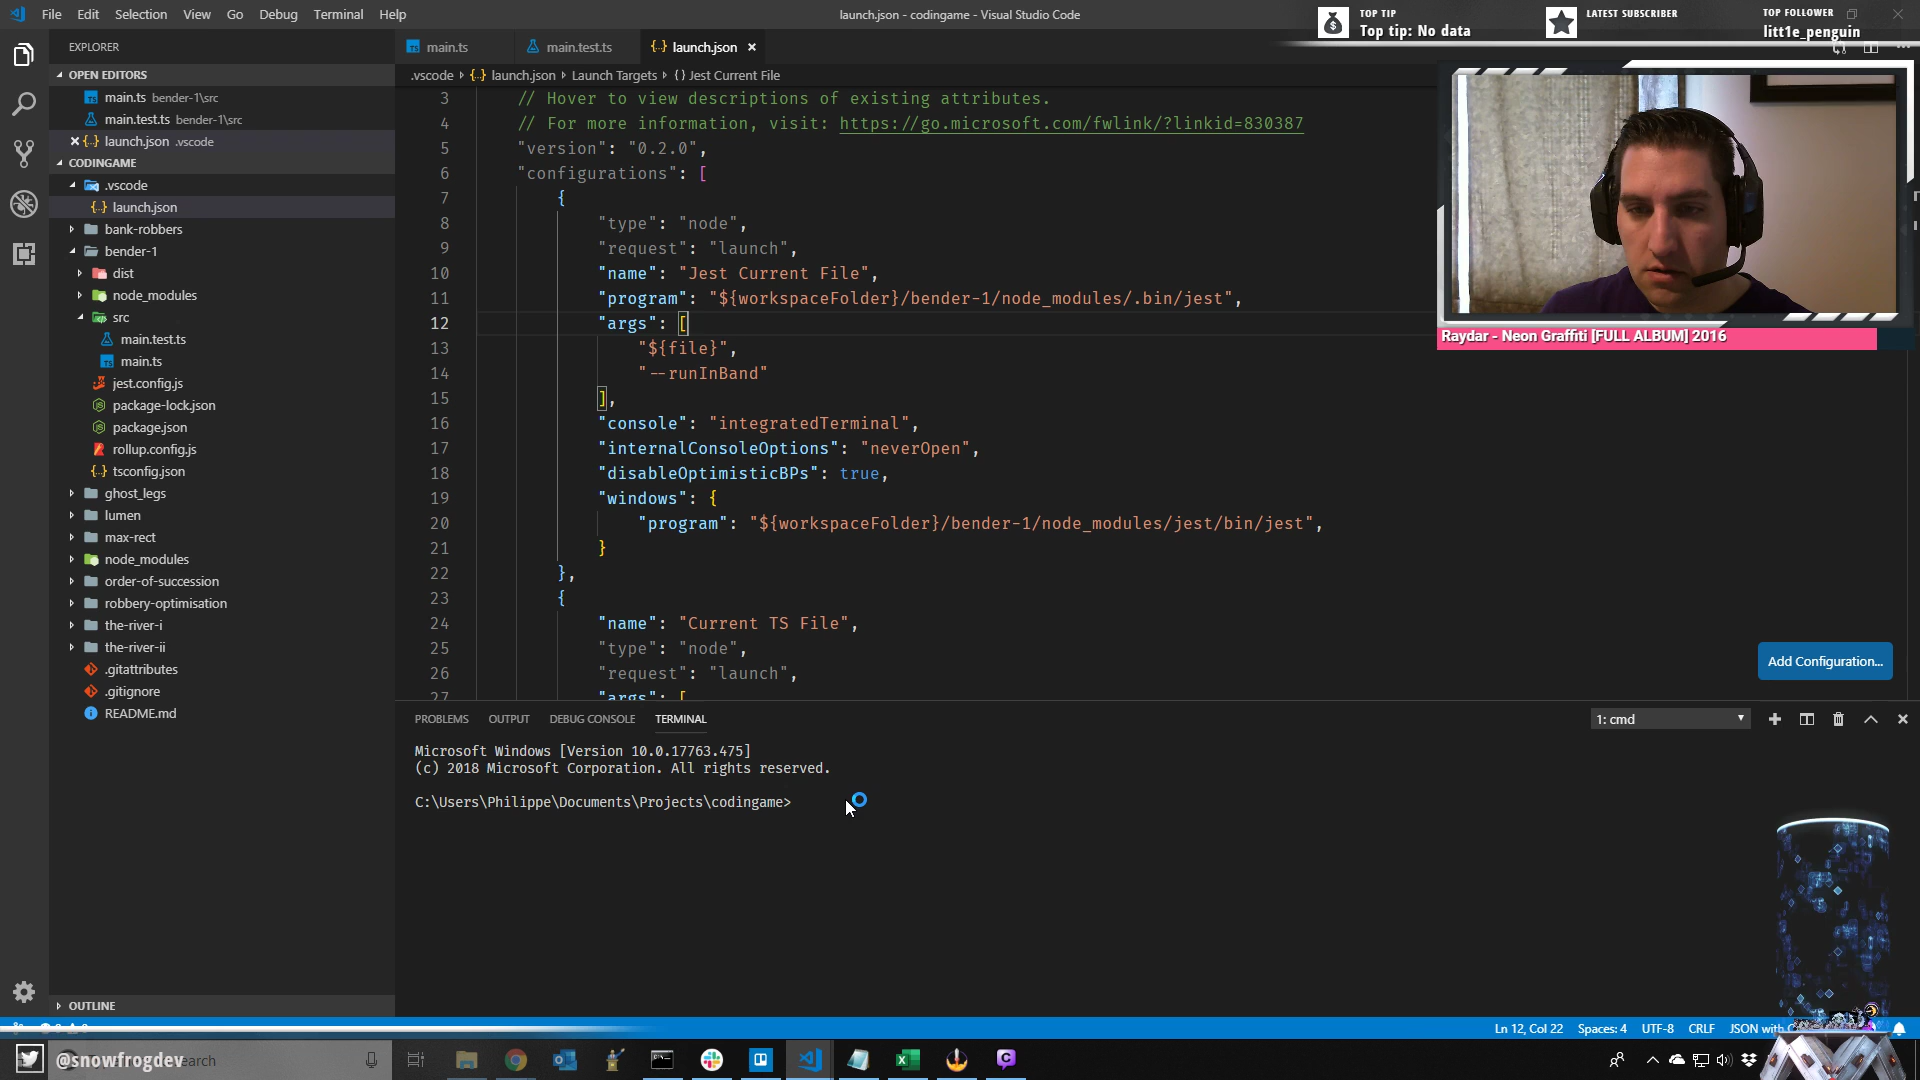 File Edit Selection View Go Debug Terminal Help
launch.json - codingame - Visual Studio Code
TOP TIP
Top tip: No data
LATEST SUBSCRIBER
TOP FOLLOWER
litt1e_penguin
EXPLORER
OPEN EDITORS
main.ts bender-1\src
main.test.ts bender-1\src
launch.json .vscode
CODINGAME
.vscode
launch.json
bank-robbers
bender-1
dist
node_modules
src
main.test.ts
main.ts
jest.config.js
package-lock.json
package.json
rollup.config.js
tsconfig.json
ghost_legs
lumen
max-rect
node_modules
order-of-succession
robbery-optimisation
the-river-i
the-river-ii
.gitattributes
.gitignore
README.md
OUTLINE
main.ts main.test.ts launch.json
.vscode launch.json Launch Targets {} Jest Current File
3 // Hover to view descriptions of existing attributes.
4 // For more information, visit: https://go.microsoft.com/fwlink/?linkid=830387
5 "version": "0.2.0",
6 "configurations": [
7 {
8 "type": "node",
9 "request": "launch",
10 "name": "Jest Current File",
11 "program": "${workspaceFolder}/bender-1/node_modules/.bin/jest",
12 "args": [
13 "${file}",
14 "--runInBand"
15 ],
16 "console": "integratedTerminal",
17 "internalConsoleOptions": "neverOpen",
18 "disableOptimisticBPs": true,
19 "windows": {
20 "program": "${workspaceFolder}/bender-1/node_modules/jest/bin/jest",
21 }
22 },
23 {
24 "name": "Current TS File",
25 "type": "node",
26 "request": "launch",
27 "args": [
Raydar - Neon Graffiti [FULL ALBUM] 2016
Add Configuration...
PROBLEMS OUTPUT DEBUG CONSOLE TERMINAL
1: cmd
Microsoft Windows [Version 10.0.17763.475]
(c) 2018 Microsoft Corporation. All rights reserved.
C:\Users\Philippe\Documents\Projects\codingame>
Ln 12, Col 22 Spaces: 4 UTF-8 CRLF JSON with
@snowfrogdev